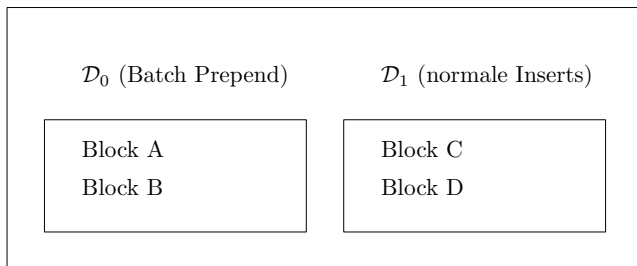 𝒟₀ (Batch Prepend)
Block A
Block B
𝒟₁ (normale Inserts)
Block C
Block D